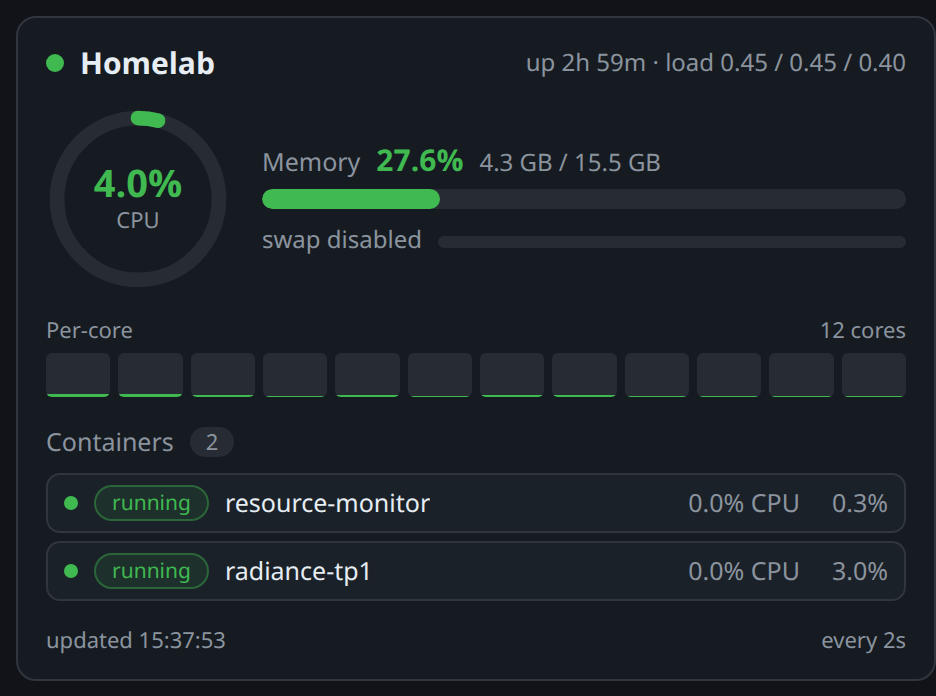 Homelab up 2h 59m · load 0.45 / 0.45 / 0.40
4.0%
CPU
Memory 27.6% 4.3 GB / 15.5 GB
swap disabled
Per-core 12 cores
Containers 2
running resource-monitor 0.0% CPU 0.3%
running radiance-tp1 0.0% CPU 3.0%
updated 15:37:53 every 2s